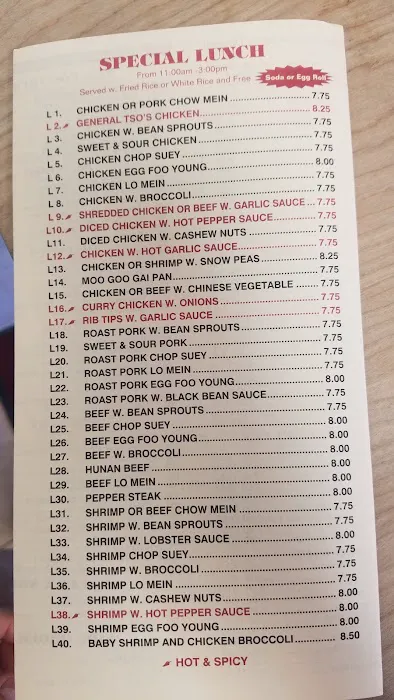 SPECIAL LUNCH
From 11:00am -3:00pm
Served w. Fried Rice or White Rice and Free Soda or Egg Roll
L 1. CHICKEN OR PORK CHOW MEIN 7.75
L 2. GENERAL TSO'S CHICKEN 8.25
L 3. CHICKEN W. BEAN SPROUTS 7.75
L 4. SWEET & SOUR CHICKEN 7.75
L 5. CHICKEN CHOP SUEY 7.75
L 6. CHICKEN EGG FOO YOUNG 8.00
L 7. CHICKEN LO MEIN 7.75
L 8. CHICKEN W. BROCCOLI 7.75
L 9. SHREDDED CHICKEN OR BEEF W. GARLIC SAUCE 7.75
L10. DICED CHICKEN W. HOT PEPPER SAUCE 7.75
L11. DICED CHICKEN W. CASHEW NUTS 7.75
L12. CHICKEN W. HOT GARLIC SAUCE 7.75
L13. CHICKEN OR SHRIMP W. SNOW PEAS 8.25
L14. MOO GOO GAI PAN 7.75
L15. CHICKEN OR BEEF W. CHINESE VEGETABLE 7.75
L16. CURRY CHICKEN W. ONIONS 7.75
L17. RIB TIPS W. GARLIC SAUCE 7.75
L18. ROAST PORK W. BEAN SPROUTS 7.75
L19. SWEET & SOUR PORK 7.75
L20. ROAST PORK CHOP SUEY 7.75
L21. ROAST PORK LO MEIN 7.75
L22. ROAST PORK EGG FOO YOUNG 8.00
L23. ROAST PORK W. BLACK BEAN SAUCE 7.75
L24. BEEF W. BEAN SPROUTS 7.75
L25. BEEF CHOP SUEY 8.00
L26. BEEF EGG FOO YOUNG 8.00
L27. BEEF W. BROCCOLI 8.00
L28. HUNAN BEEF 8.00
L29. BEEF LO MEIN 8.00
L30. PEPPER STEAK 8.00
L31. SHRIMP OR BEEF CHOW MEIN 7.75
L32. SHRIMP W. BEAN SPROUTS 7.75
L33. SHRIMP W. LOBSTER SAUCE 8.00
L34. SHRIMP CHOP SUEY 7.75
L35. SHRIMP W. BROCCOLI 7.75
L36. SHRIMP LO MEIN 7.75
L37. SHRIMP W. CASHEW NUTS 8.00
L38. SHRIMP W. HOT PEPPER SAUCE 8.00
L39. SHRIMP EGG FOO YOUNG 8.00
L40. BABY SHRIMP AND CHICKEN BROCCOLI 8.50
HOT & SPICY